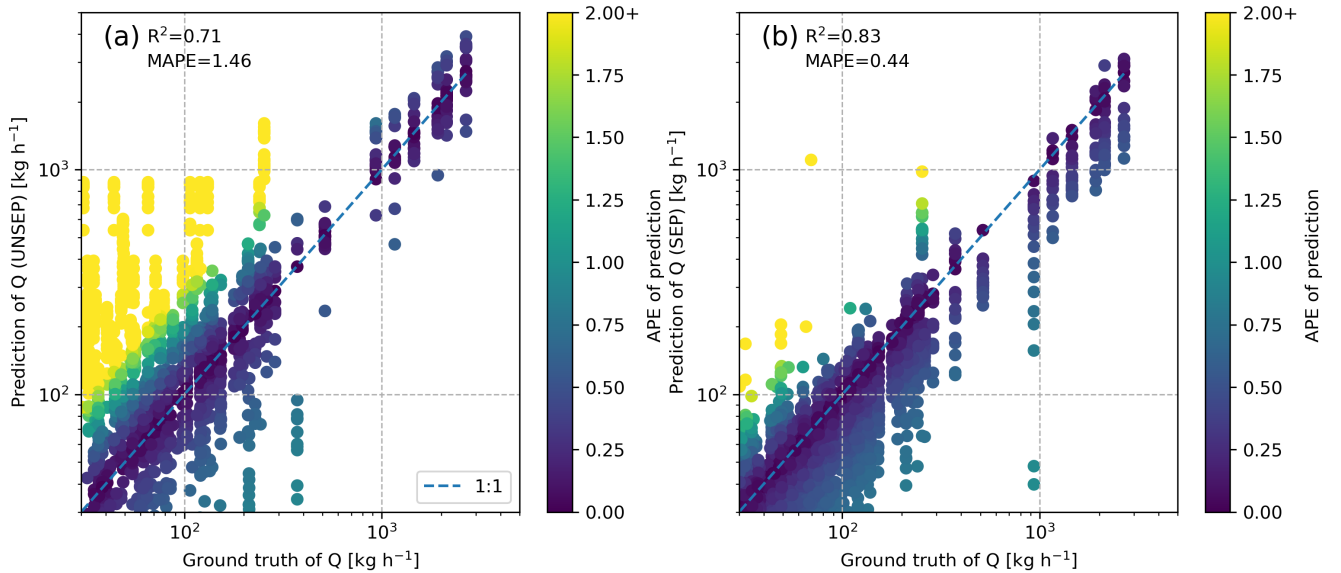 (a)
R²=0.71
MAPE=1.46
Prediction of Q (UNSEP) [kg h⁻¹]
10³
10²
10²
10³
Ground truth of Q [kg h⁻¹]
1:1
2.00+
1.75
1.50
1.25
1.00
0.75
0.50
0.25
0.00
APE of prediction
(b)
R²=0.83
MAPE=0.44
Prediction of Q (SEP) [kg h⁻¹]
10³
10²
10²
10³
Ground truth of Q [kg h⁻¹]
2.00+
1.75
1.50
1.25
1.00
0.75
0.50
0.25
0.00
APE of prediction